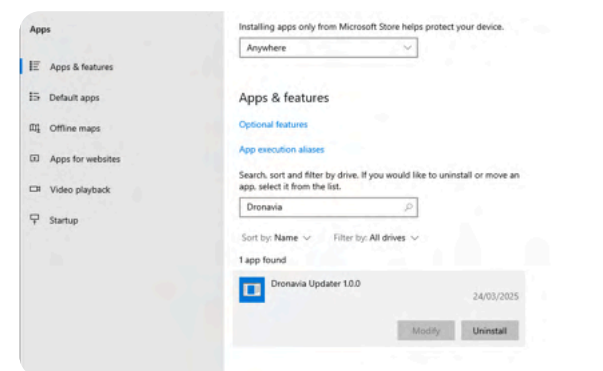 Apps
Apps & features
Default apps
Offline maps
Apps for websites
Video playback
Startup
Installing apps only from Microsoft Store helps protect your device.
Anywhere
Apps & features
Optional features
App execution aliases
Search, sort and filter by drive. If you would like to uninstall or move an
app, select it from the list.
Dronavia
Sort by: Name Filter by: All drives
1 app found
Dronavia Updater 1.0.0
24/03/2025
Modify Uninstall